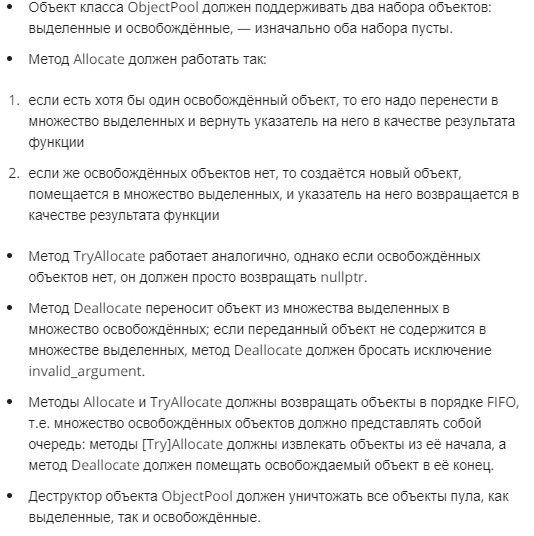 • Объект класса ObjectPool должен поддерживать два набора объектов:
выделенные и освобождённые, — изначально оба набора пусты.
• Метод Allocate должен работать так:
1. если есть хотя бы один освобождённый объект, то его надо перенести в
множество выделенных и вернуть указатель на него в качестве результата
функции
2. если же освобождённых объектов нет, то создаётся новый объект,
помещается в множество выделенных, и указатель на него возвращается в
качестве результата функции
• Метод TryAllocate работает аналогично, однако если освобождённых
объектов нет, он должен просто возвращать nullptr.
• Метод Deallocate переносит объект из множества выделенных в
множество освобождённых; если переданный объект не содержится в
множестве выделенных, метод Deallocate должен бросать исключение
invalid_argument.
• Методы Allocate и TryAllocate должны возвращать объекты в порядке FIFO,
т.е. множество освобождённых объектов должно представлять собой
очередь: методы [Try]Allocate должны извлекать объекты из её начала, а
метод Deallocate должен помещать освобождаемый объект в её конец.
• Деструктор объекта ObjectPool должен уничтожать все объекты пула, как
выделенные, так и освобождённые.